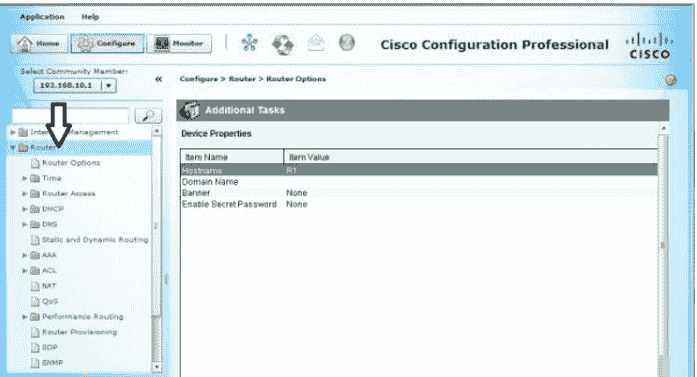 Application Help
Home Configure Monitor
Cisco Configuration Professional
CISCO
Select Community Member:
192.168.10.1
Configure > Router > Router Options
Additional Tasks
Device Properties
Item Name Item Value
Hostname R1
Domain Name
Banner None
Enable Secret Password None
Management
Router
Router Options
Time
Router Access
DHCP
DNS
Static and Dynamic Routing
AAA
ACL
NAT
QoS
Performance Routing
Router Provisioning
SDP
SNMP